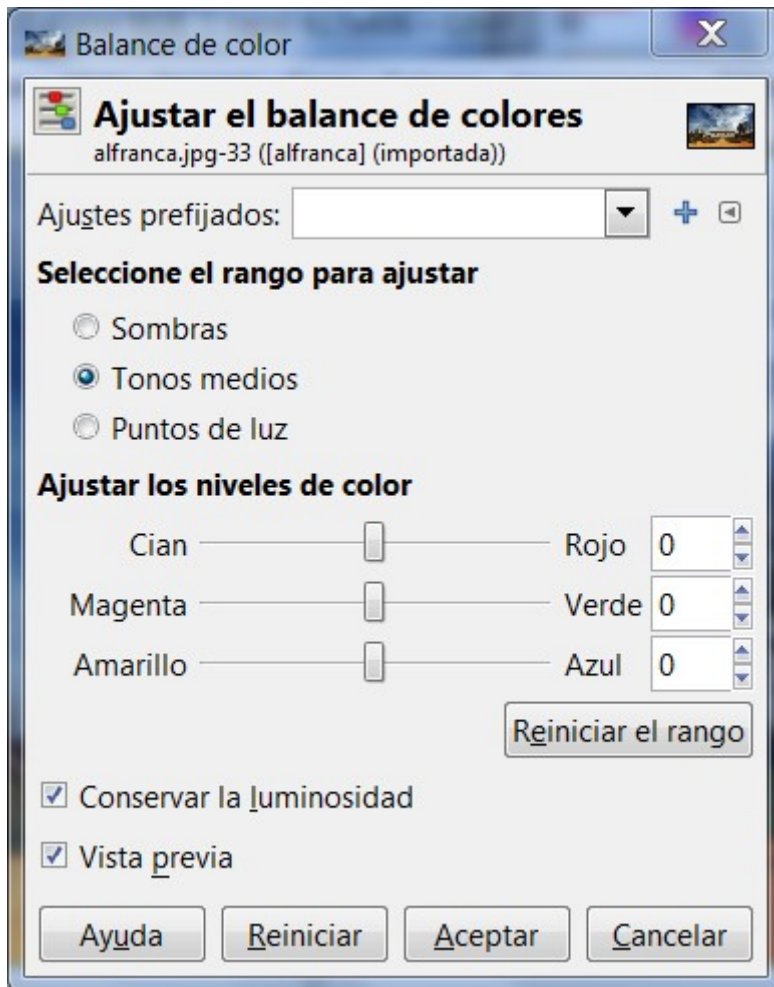 Balance de color
Ajustar el balance de colores
alfranca.jpg-33 ([alfranca] (importada))
Ajustes prefijados:
Seleccione el rango para ajustar
Sombras
Tonos medios
Puntos de luz
Ajustar los niveles de color
Cian Rojo 0
Magenta Verde 0
Amarillo Azul 0
Reiniciar el rango
Conservar la luminosidad
Vista previa
Ayuda Reiniciar Aceptar Cancelar